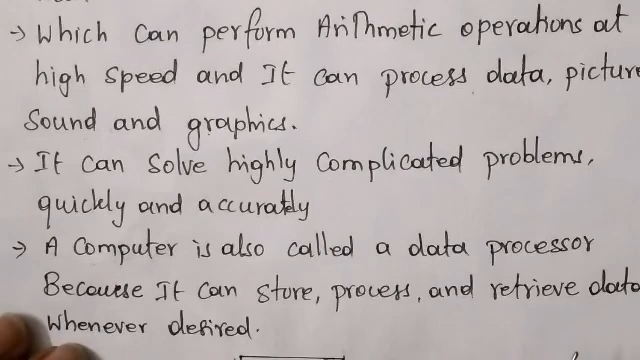 → Which can perform Arithmetic operations at
high speed and It can process data, picture
Sound and graphics.
→ It can solve highly complicated problems,
quickly and accuratly
→ A computer is also called a data processor
Because It can store, process, and retrieve data
Whenever desired.